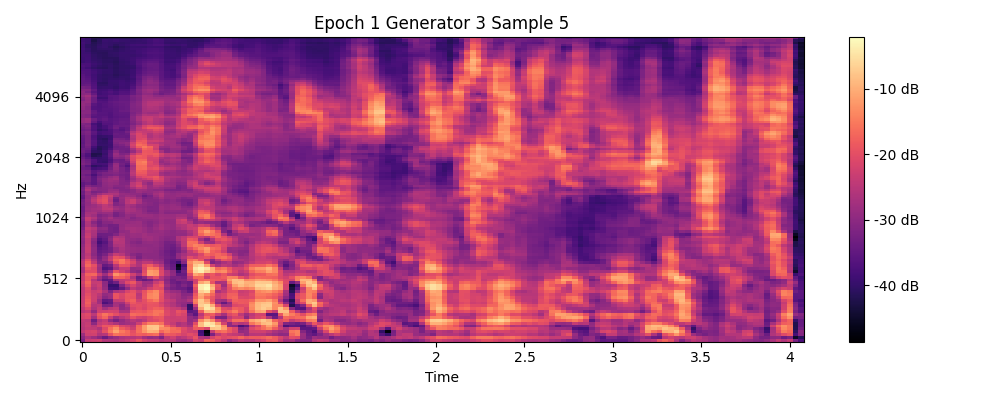 Epoch 1 Generator 3 Sample 5
Hz
4096
2048
1024
512
0
0 0.5 1 1.5 2 2.5 3 3.5 4
Time
-10 dB
-20 dB
-30 dB
-40 dB